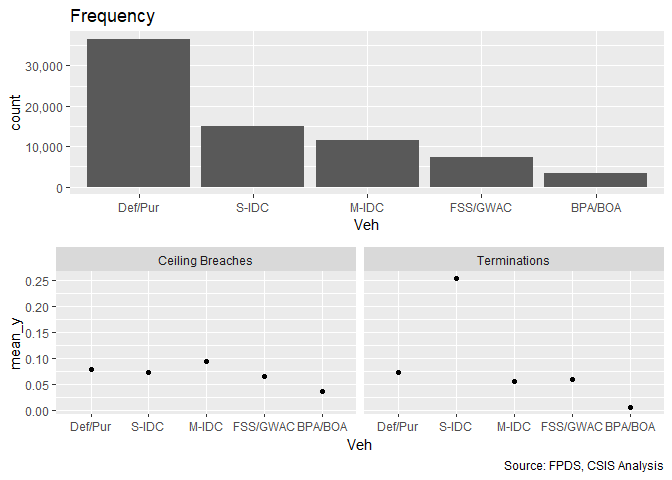 Frequency
count
30,000
20,000
10,000
0
Def/Pur S-IDC M-IDC FSS/GWAC BPA/BOA
Veh
Ceiling Breaches Terminations
mean_y
0.25
0.20
0.15
0.10
0.05
0.00
Def/Pur S-IDC M-IDC FSS/GWAC BPA/BOA Def/Pur S-IDC M-IDC FSS/GWAC BPA/BOA
Veh
Source: FPDS, CSIS Analysis